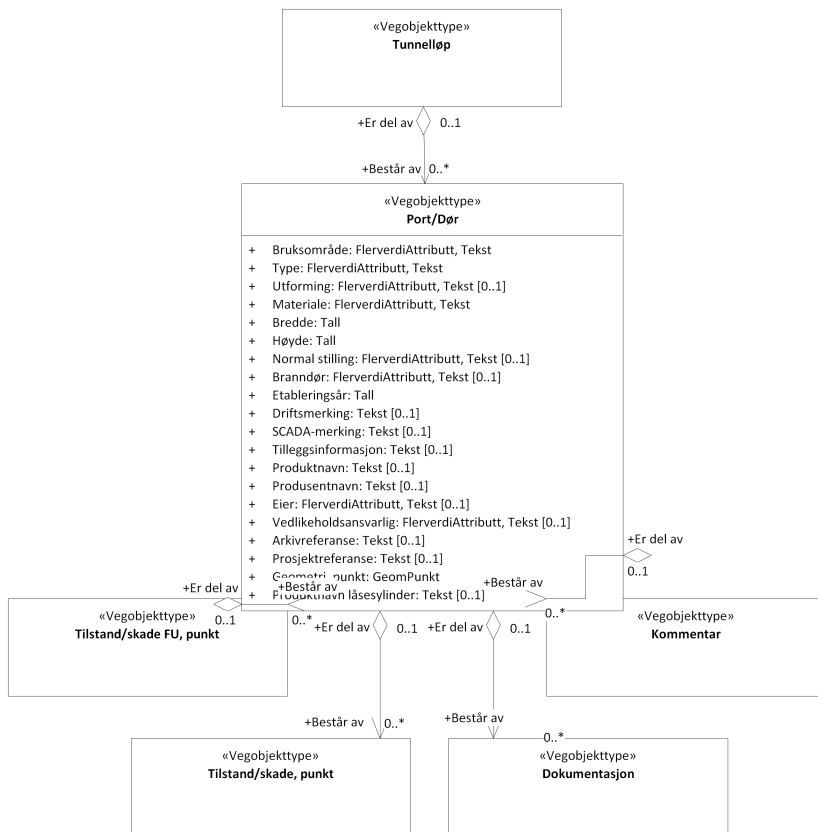 «Vegobjekttype»
Tunnelløp
+Er del av 0..1
+Består av 0..*
«Vegobjekttype»
Port/Dør
+ Bruksområde: FlerverdiAttributt, Tekst
+ Type: FlerverdiAttributt, Tekst
+ Utforming: FlerverdiAttributt, Tekst [0..1]
+ Materiale: FlerverdiAttributt, Tekst
+ Bredde: Tall
+ Høyde: Tall
+ Normal stilling: FlerverdiAttributt, Tekst [0..1]
+ Branndør: FlerverdiAttributt, Tekst [0..1]
+ Etableringsår: Tall
+ Driftsmerking: Tekst [0..1]
+ SCADA-merking: Tekst [0..1]
+ Tilleggsinformasjon: Tekst [0..1]
+ Produktnavn: Tekst [0..1]
+ Produsentnavn: Tekst [0..1]
+ Eier: FlerverdiAttributt, Tekst [0..1]
+ Vedlikeholdsansvarlig: FlerverdiAttributt, Tekst [0..1]
+ Arkivreferanse: Tekst [0..1]
+ Prosjektreferanse: Tekst [0..1]
+ Geometri, punkt: GeomPunkt
+ Produktnavn låsesylinder: Tekst [0..1]
+Er del av
0..1
+Består av
0..*
+Er del av
0..1
+Består av
0..*
«Vegobjekttype»
Tilstand/skade FU, punkt
«Vegobjekttype»
Kommentar
+Er del av 0..1
+Er del av 0..1
+Består av 0..*
+Består av
0..*
«Vegobjekttype»
Tilstand/skade, punkt
«Vegobjekttype»
Dokumentasjon